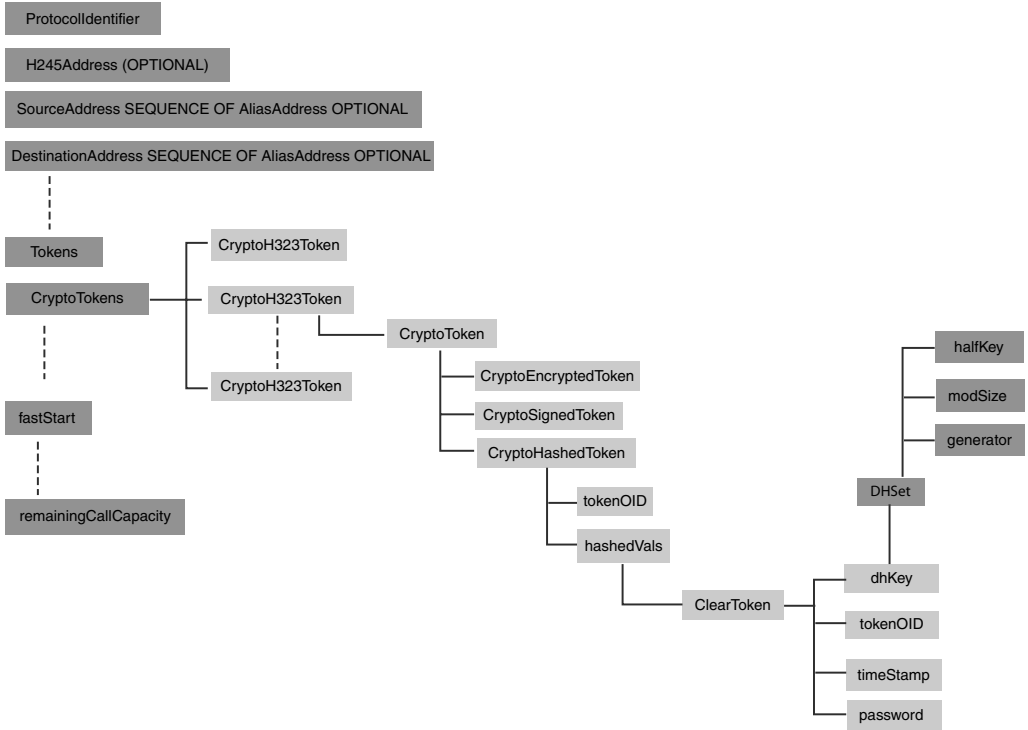 ProtocolIdentifier
H245Address (OPTIONAL)
SourceAddress SEQUENCE OF AliasAddress OPTIONAL
DestinationAddress SEQUENCE OF AliasAddress OPTIONAL
Tokens
CryptoTokens
fastStart
remainingCallCapacity
CryptoH323Token
CryptoH323Token
CryptoH323Token
CryptoToken
CryptoEncryptedToken
CryptoSignedToken
CryptoHashedToken
tokenOID
hashedVals
ClearToken
halfKey
modSize
generator
DHSet
dhKey
tokenOID
timeStamp
password